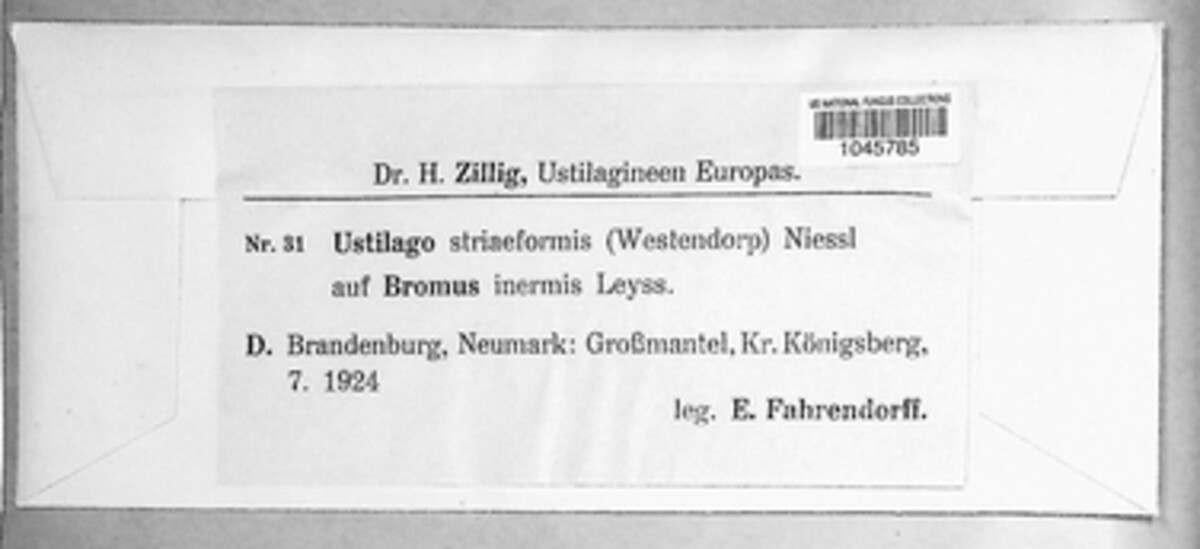 US NATIONAL FUNGUS COLLECTIONS
1045785
Dr. H. Zillig, Ustilagineen Europas.
Nr. 31 Ustilago striaeformis (Westendorp) Niessl
auf Bromus inermis Leyss.
D. Brandenburg, Neumark: Großmantel, Kr. Königsberg,
7. 1924
leg. E. Fahrendorff.